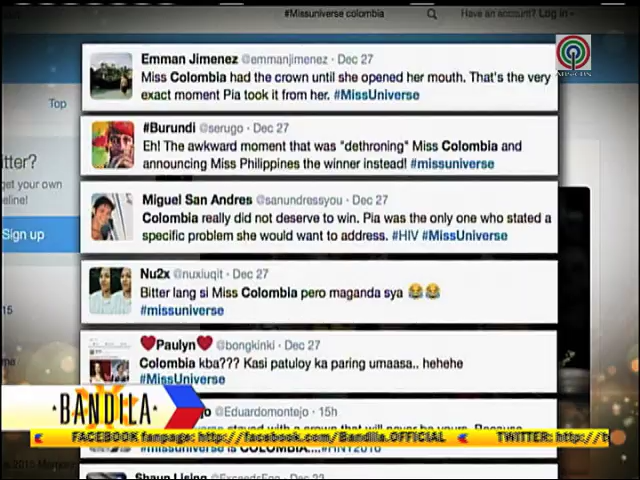 #Missuniverse colombia
Have an account? Log in
Emman Jimenez @emmanjimenez · Dec 27
Miss Colombia had the crown until she opened her mouth. That's the very
exact moment Pia took it from her. #MissUniverse
Top
#Burundi @serugo · Dec 27
Eh! The awkward moment that was "dethroning" Miss Colombia and
announcing Miss Philippines the winner instead! #missuniverse
itter?
get your own
eline!
Sign up
Miguel San Andres @sanundressyou · Dec 27
Colombia really did not deserve to win. Pia was the only one who stated a
specific problem she would want to address. #HIV #MissUniverse
Nu2x @nuxiuqit · Dec 27
Bitter lang si Miss Colombia pero maganda sya 😂😂
#missuniverse
❤Paulyn❤ @bongkinki · Dec 27
Colombia kba??? Kasi patuloy ka paring umaasa.. hehehe
#MissUniverse
BANDILA
jo @Eduardomontejo · 15h
stayed with a crown that will never be yours. Because
#missuniverse is COLOMBIA....#HNY2016
FACEBOOK fanpage: http://facebook.com/Bandila.OFFICIAL
TWITTER: http://t
Shaun Lising